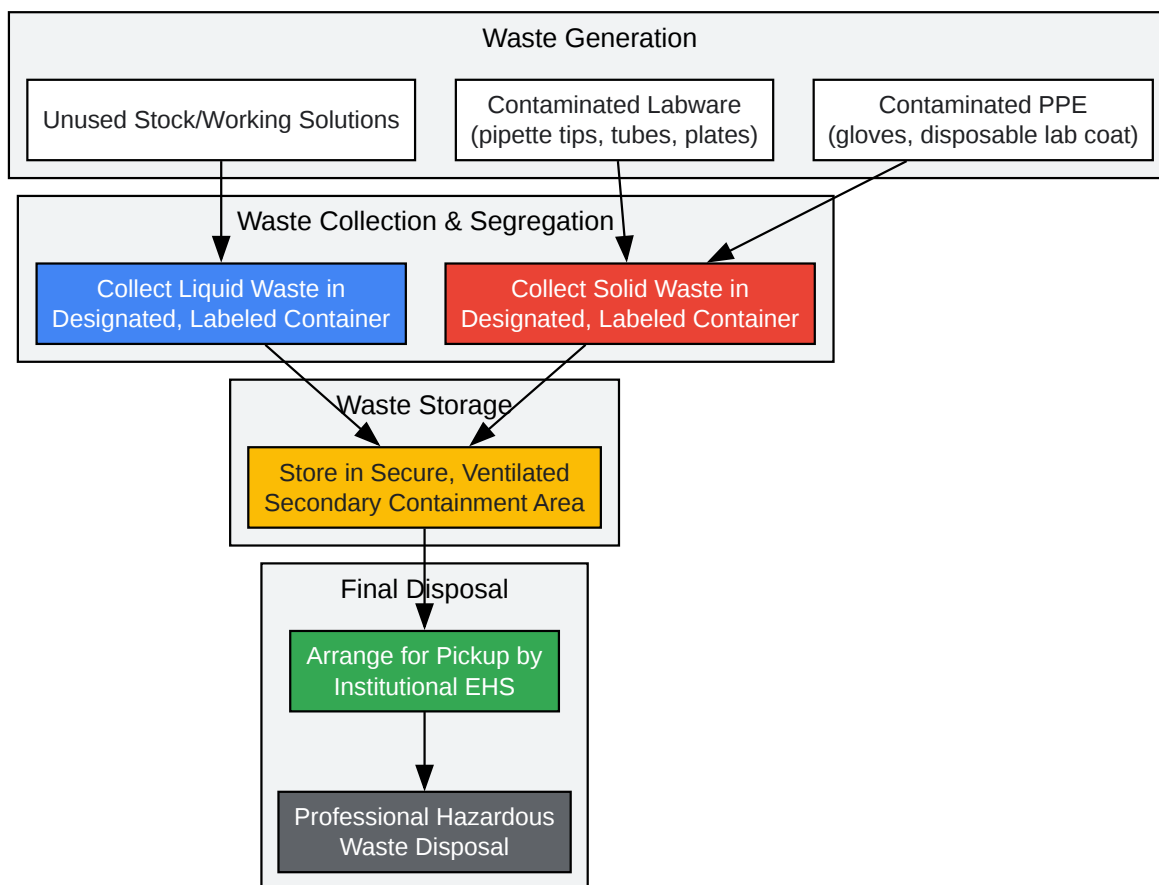 Waste Generation
Unused Stock/Working Solutions
Contaminated Labware
(pipette tips, tubes, plates)
Contaminated PPE
(gloves, disposable lab coat)
Waste Collection & Segregation
Collect Liquid Waste in
Designated, Labeled Container
Collect Solid Waste in
Designated, Labeled Container
Waste Storage
Store in Secure, Ventilated
Secondary Containment Area
Final Disposal
Arrange for Pickup by
Institutional EHS
Professional Hazardous
Waste Disposal